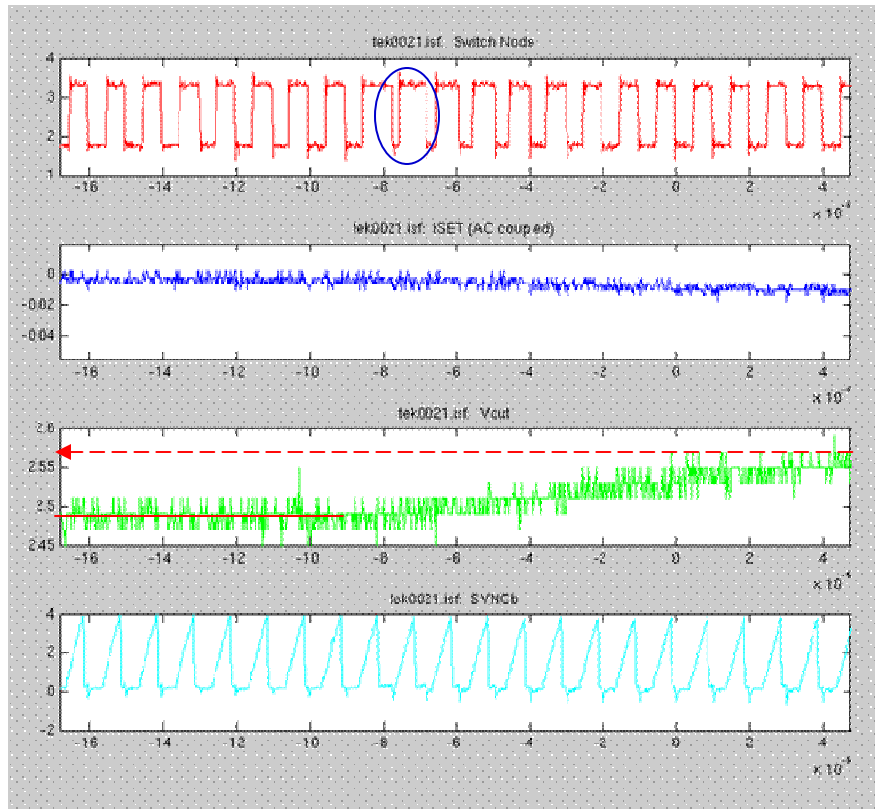 tek0021.isf: Switch Node
4
3
2
1
-16 -14 -12 -10 -8 -6 -4 -2 0 2 4
tek0021.isf: ISET (AC coupled)
0
-0.02
-0.04
-16 -14 -12 -10 -8 -6 -4 -2 0 2 4
tek0021.isf: Vout
2.6
2.55
2.5
2.45
-16 -14 -12 -10 -8 -6 -4 -2 0 2 4
tek0021.isf: SYNCb
4
2
0
-2
-16 -14 -12 -10 -8 -6 -4 -2 0 2 4